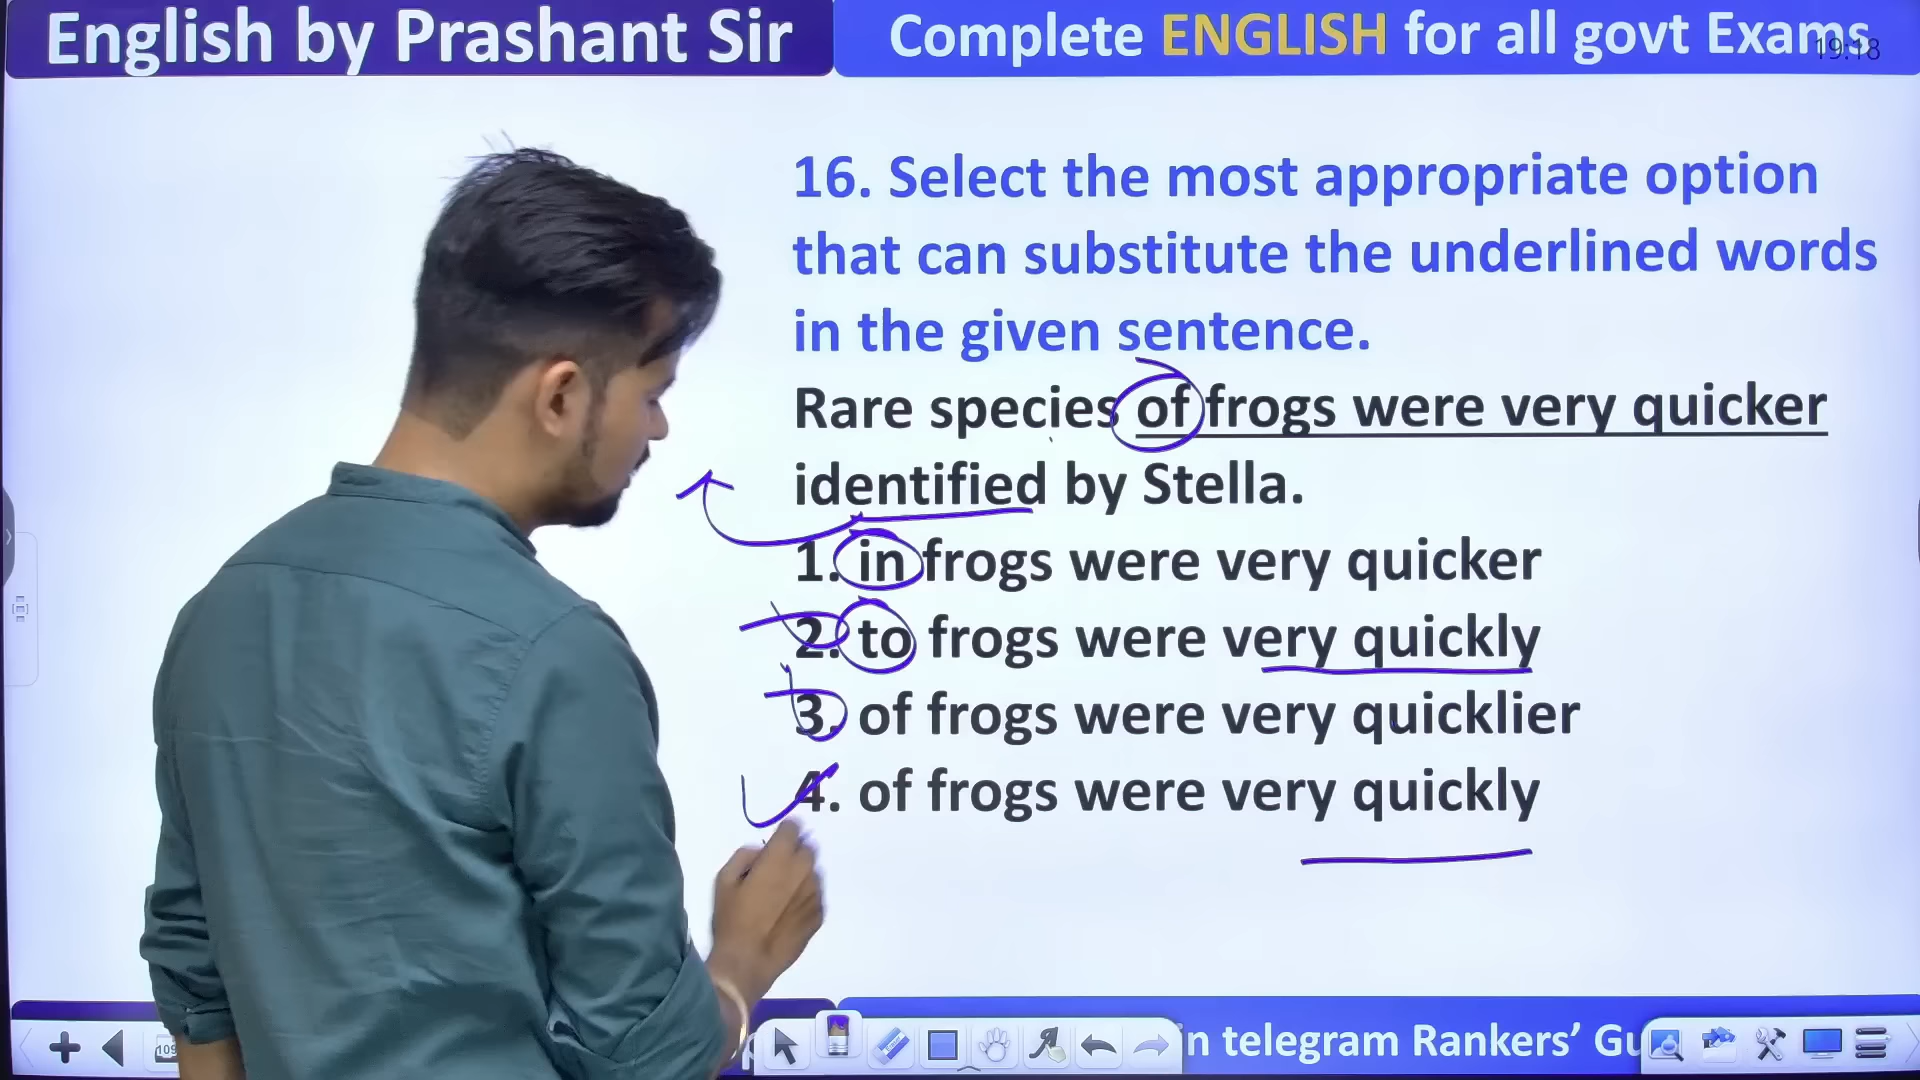 English by Prashant Sir
Complete ENGLISH for all govt Exams
19:18
16. Select the most appropriate option
that can substitute the underlined words
in the given sentence.
Rare species of frogs were very quicker
identified by Stella.
1. in frogs were very quicker
2. to frogs were very quickly
3. of frogs were very quicklier
4. of frogs were very quickly
109
in telegram Rankers’ Gu